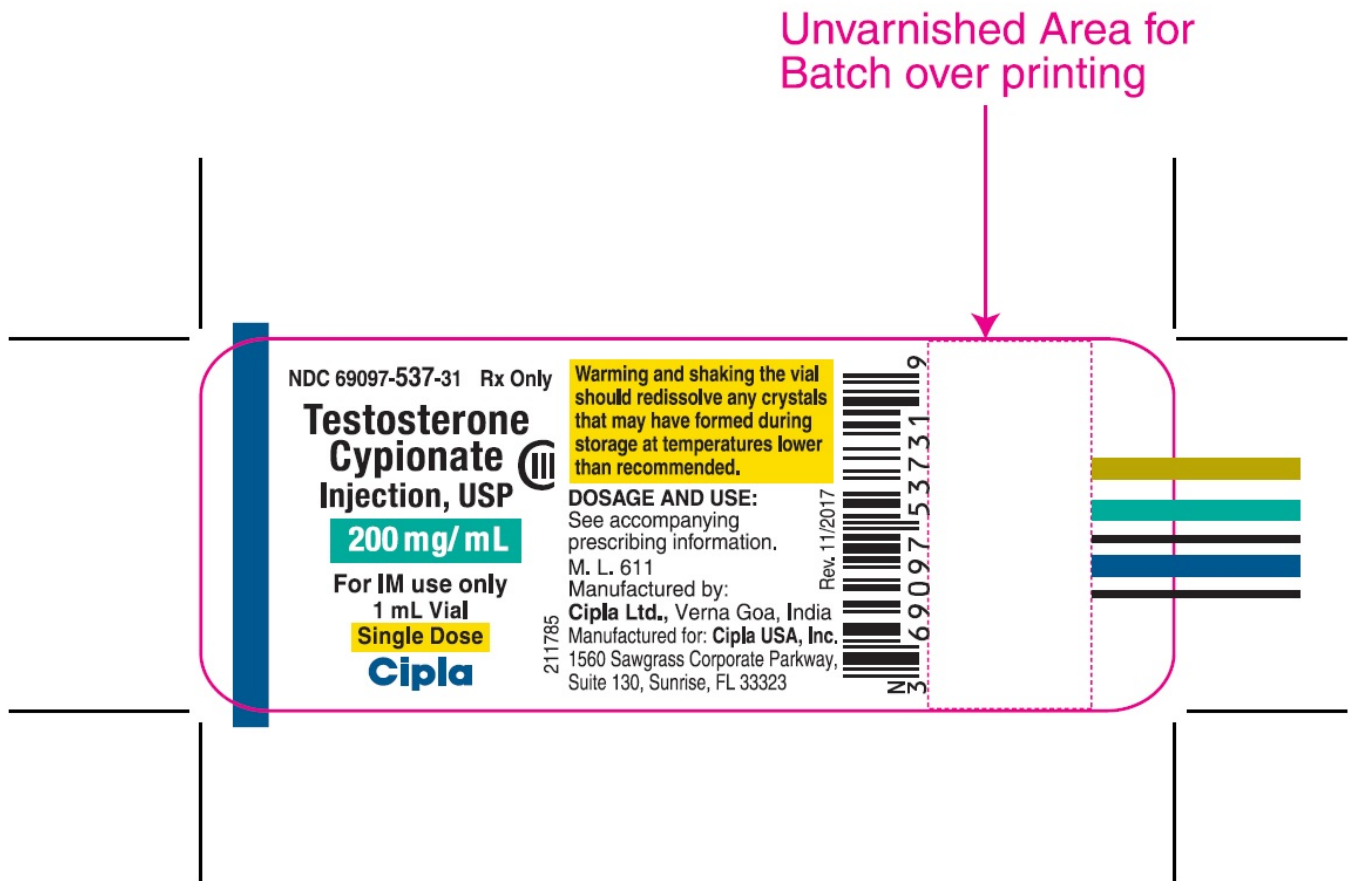 Unvarnished Area for
Batch over printing
NDC 69097-537-31 Rx Only
Testosterone
Cypionate CIII
Injection, USP
200 mg/ mL
For IM use only
1 mL Vial
Single Dose
Cipla
211785
Warming and shaking the vial
should redissolve any crystals
that may have formed during
storage at temperatures lower
than recommended.
DOSAGE AND USE:
See accompanying
prescribing information.
M. L. 611
Manufactured by:
Cipla Ltd., Verna Goa, India
Manufactured for: Cipla USA, Inc.
1560 Sawgrass Corporate Parkway,
Suite 130, Sunrise, FL 33323
Rev. 11/2017
N
3 69097 53731 9